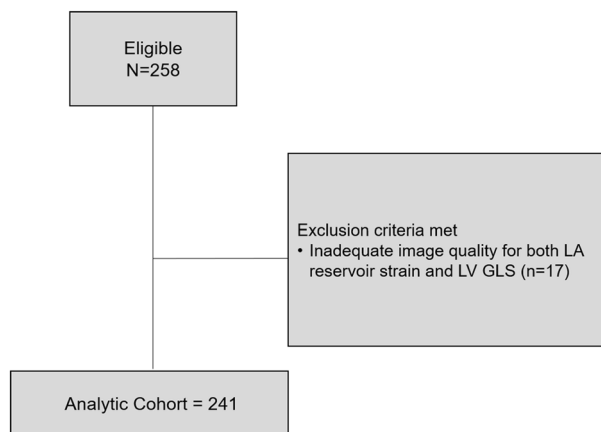 Eligible
N=258
Exclusion criteria met
• Inadequate image quality for both LA
reservoir strain and LV GLS (n=17)
Analytic Cohort = 241